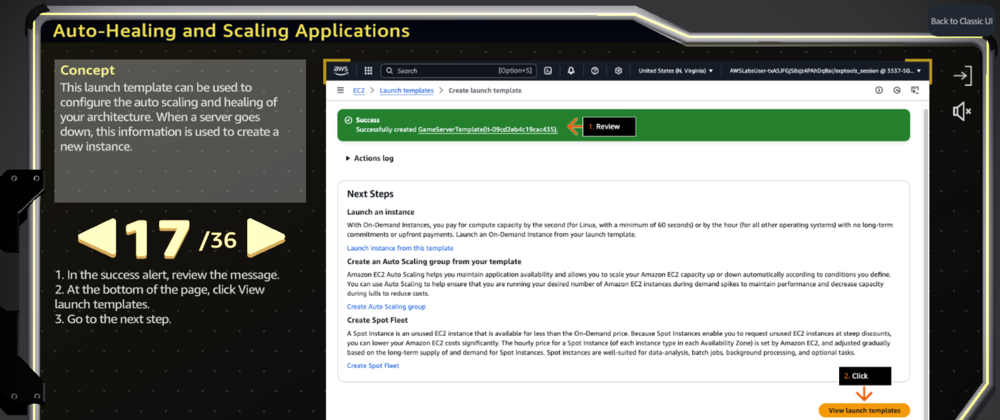 Auto-Healing and Scaling Applications
Back to Classic UI
Concept
This launch template can be used to
configure the auto scaling and healing of
your architecture. When a server goes
down, this information is used to create a
new instance.
17 /36
1. In the success alert, review the message.
2. At the bottom of the page, click View
launch templates.
3. Go to the next step.
aws
Search [Option+S]
United States (N. Virginia)
AWSLabsUser-txASJFGJS8sjz4PAhDqBai/exptools_session @ 3537-50...
EC2 > Launch templates > Create launch template
Success
Successfully created GameServerTemplate(lt-09cd2eb4c19cac435).
1. Review
Actions log
Next Steps
Launch an instance
With On-Demand Instances, you pay for compute capacity by the second (for Linux, with a minimum of 60 seconds) or by the hour (for all other operating systems) with no long-term
commitments or upfront payments. Launch an On-Demand Instance from your launch template.
Launch instance from this template
Create an Auto Scaling group from your template
Amazon EC2 Auto Scaling helps you maintain application availability and allows you to scale your Amazon EC2 capacity up or down automatically according to conditions you define.
You can use Auto Scaling to help ensure that you are running your desired number of Amazon EC2 instances during demand spikes to maintain performance and decrease capacity
during lulls to reduce costs.
Create Auto Scaling group
Create Spot Fleet
A Spot Instance is an unused EC2 instance that is available for less than the On-Demand price. Because Spot Instances enable you to request unused EC2 instances at steep discounts,
you can lower your Amazon EC2 costs significantly. The hourly price for a Spot Instance (of each instance type in each Availability Zone) is set by Amazon EC2, and adjusted gradually
based on the long-term supply of and demand for Spot Instances. Spot instances are well-suited for data-analysis, batch jobs, background processing, and optional tasks.
Create Spot Fleet
2. Click
View launch templates